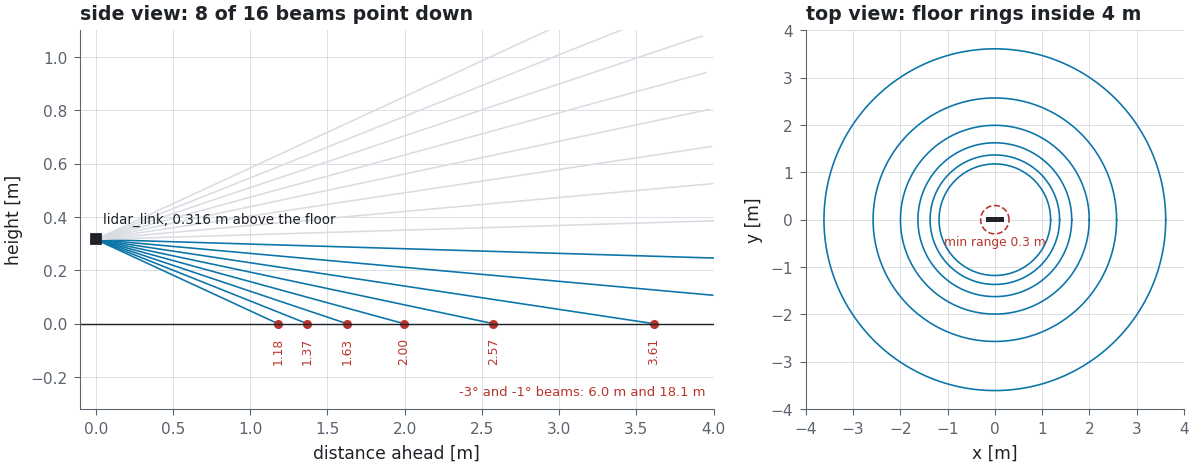 side view: 8 of 16 beams point down
height [m]
1.0
0.8
0.6
0.4
0.2
0.0
−0.2
lidar_link, 0.316 m above the floor
1.18
1.37
1.63
2.00
2.57
3.61
-3° and -1° beams: 6.0 m and 18.1 m
0.0 0.5 1.0 1.5 2.0 2.5 3.0 3.5 4.0
distance ahead [m]
top view: floor rings inside 4 m
y [m]
4
3
2
1
0
−1
−2
−3
−4
min range 0.3 m
−4 −3 −2 −1 0 1 2 3 4
x [m]